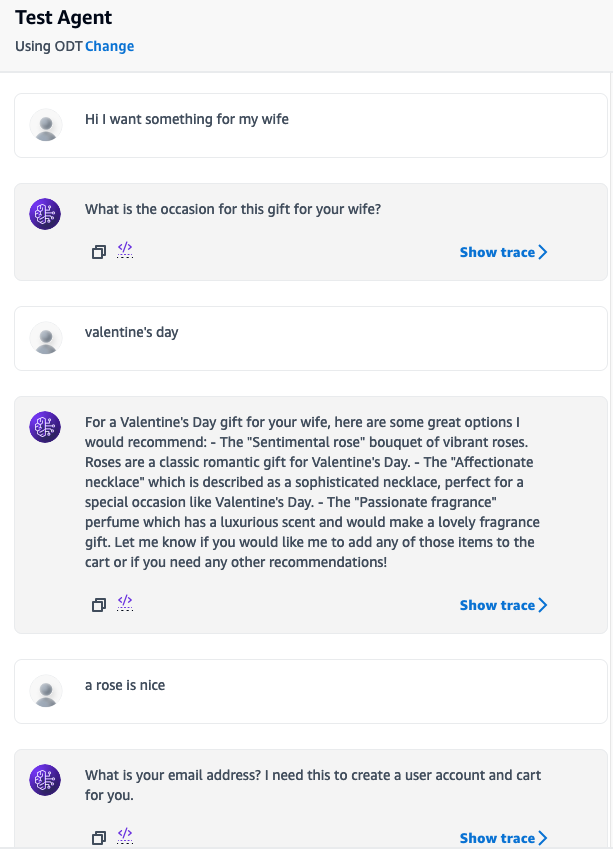 Test Agent
Using ODT Change
Hi I want something for my wife
What is the occasion for this gift for your wife?
</>
Show trace
valentine's day
For a Valentine's Day gift for your wife, here are some great options I
would recommend: - The "Sentimental rose" bouquet of vibrant roses.
Roses are a classic romantic gift for Valentine's Day. - The "Affectionate
necklace" which is described as a sophisticated necklace, perfect for a
special occasion like Valentine's Day. - The "Passionate fragrance"
perfume which has a luxurious scent and would make a lovely fragrance
gift. Let me know if you would like me to add any of those items to the
cart or if you need any other recommendations!
</>
Show trace
a rose is nice
What is your email address? I need this to create a user account and cart
for you.
</>
Show trace